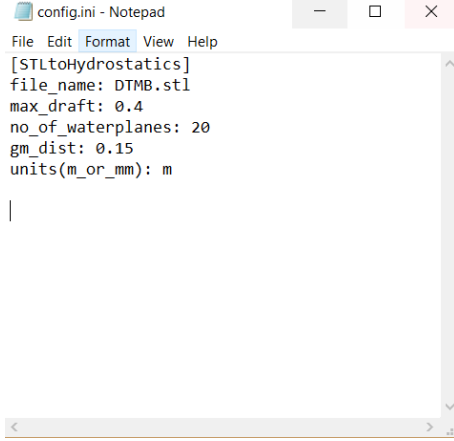 config.ini - Notepad
File Edit Format View Help
[STLtoHydrostatics]
file_name: DTMB.stl
max_draft: 0.4
no_of_waterplanes: 20
gm_dist: 0.15
units(m_or_mm): m